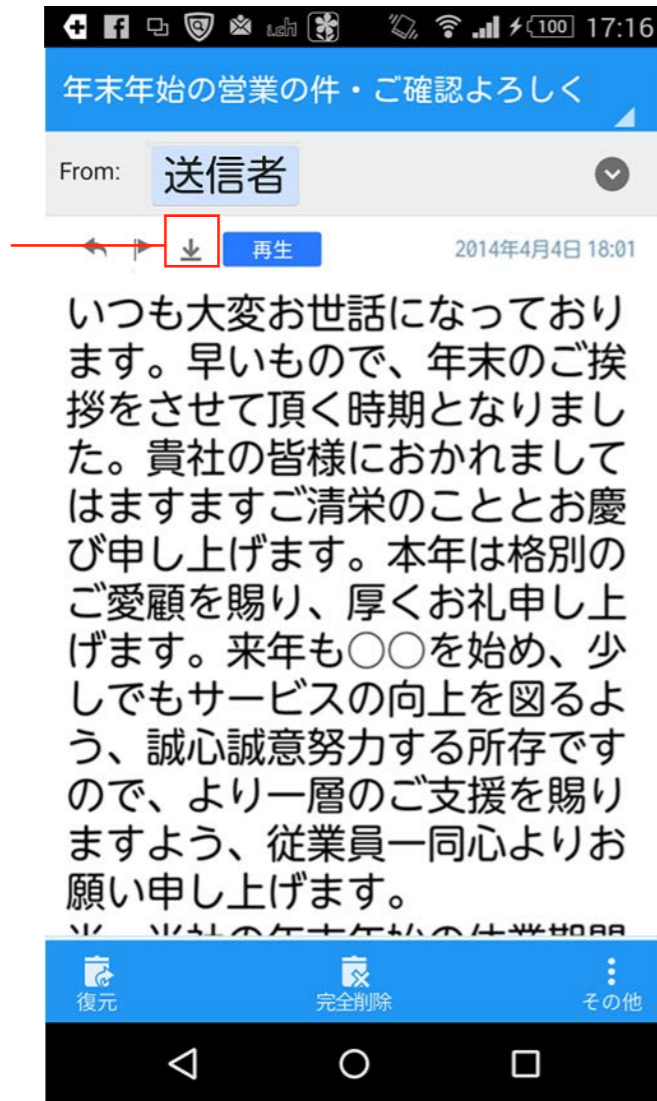 100 17:16
年末年始の営業の件・ご確認よろしく
From: 送信者
再生 2014年4月4日 18:01
いつも大変お世話になっており
ます。早いもので、年末のご挨
拶をさせて頂く時期となりまし
た。貴社の皆様におかれまして
はますますご清栄のこととお慶
び申し上げます。本年は格別の
ご愛顧を賜り、厚くお礼申し上
げます。来年も○○を始め、少
しでもサービスの向上を図るよ
う、誠心誠意努力する所存です
ので、より一層のご支援を賜り
ますよう、従業員一同心よりお
願い申し上げます。
復元 完全削除 その他